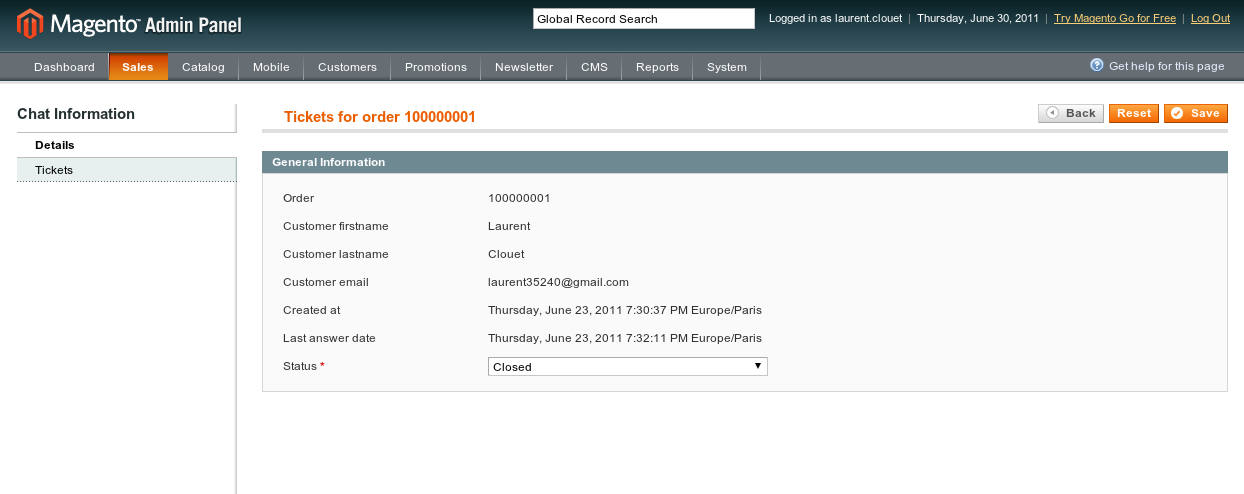 Magento™ Admin Panel
Global Record Search
Logged in as laurent.clouet | Thursday, June 30, 2011 | Try Magento Go for Free | Log Out
Dashboard Sales Catalog Mobile Customers Promotions Newsletter CMS Reports System
Get help for this page
Chat Information
Details
Tickets
Tickets for order 100000001
Back Reset Save
General Information
Order 100000001
Customer firstname Laurent
Customer lastname Clouet
Customer email laurent35240@gmail.com
Created at Thursday, June 23, 2011 7:30:37 PM Europe/Paris
Last answer date Thursday, June 23, 2011 7:32:11 PM Europe/Paris
Status * Closed